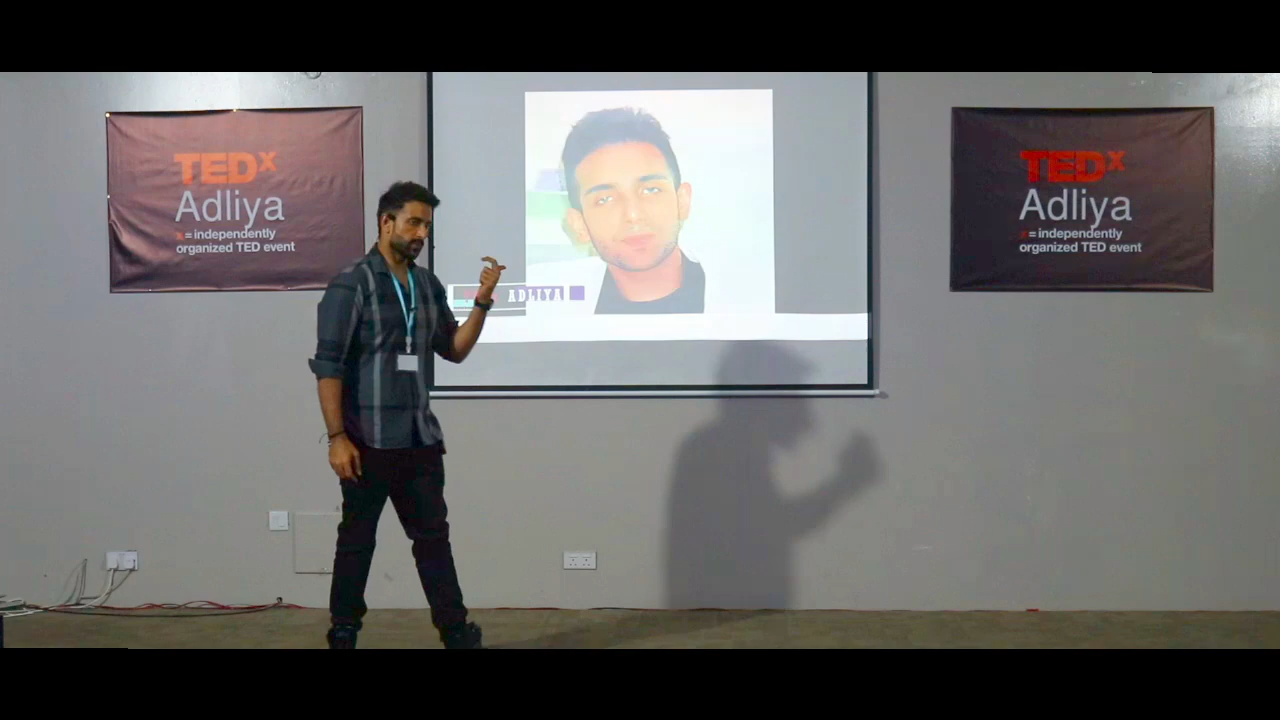 TEDx
Adliya
x = independently
organized TED event
ADLIYA
TEDx
Adliya
x = independently
organized TED event